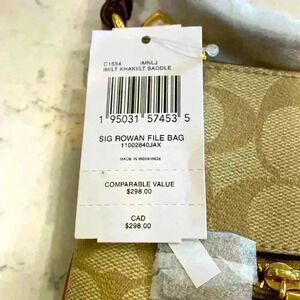 C1554 IMNLJ
IM/LT KHAKI/LT SADDLE
1 95031 57453 5
SIG ROWAN FILE BAG
11002840JAX
MADE IN INDIA/INDE
COMPARABLE VALUE
$298.00
CAD
$298.00